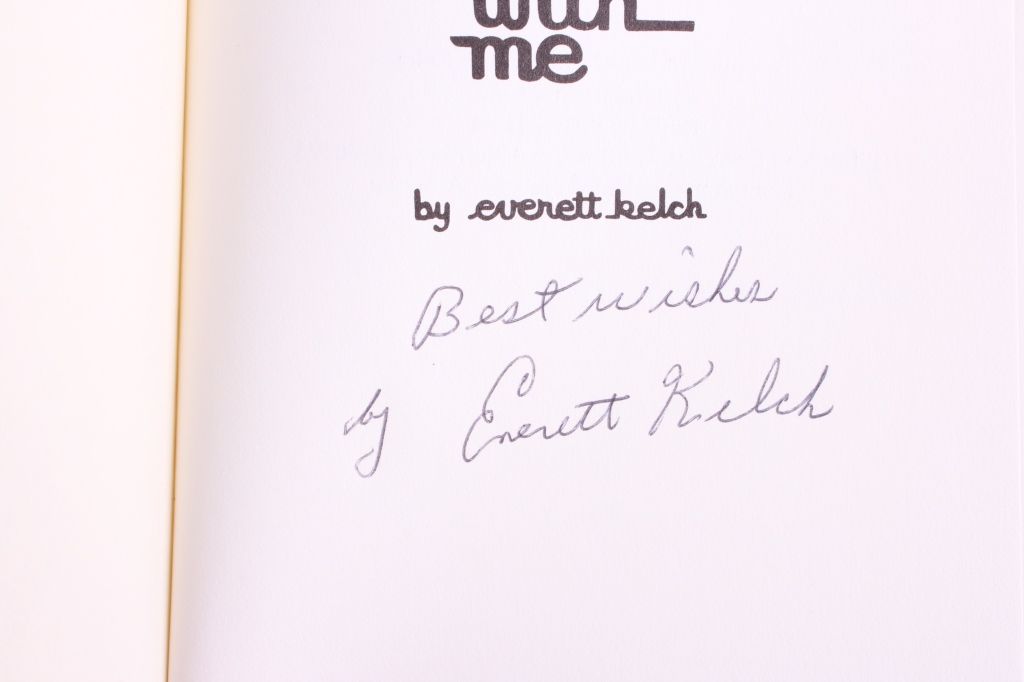 with
me
by everett kelch
Best wishes
by Everett Kelch